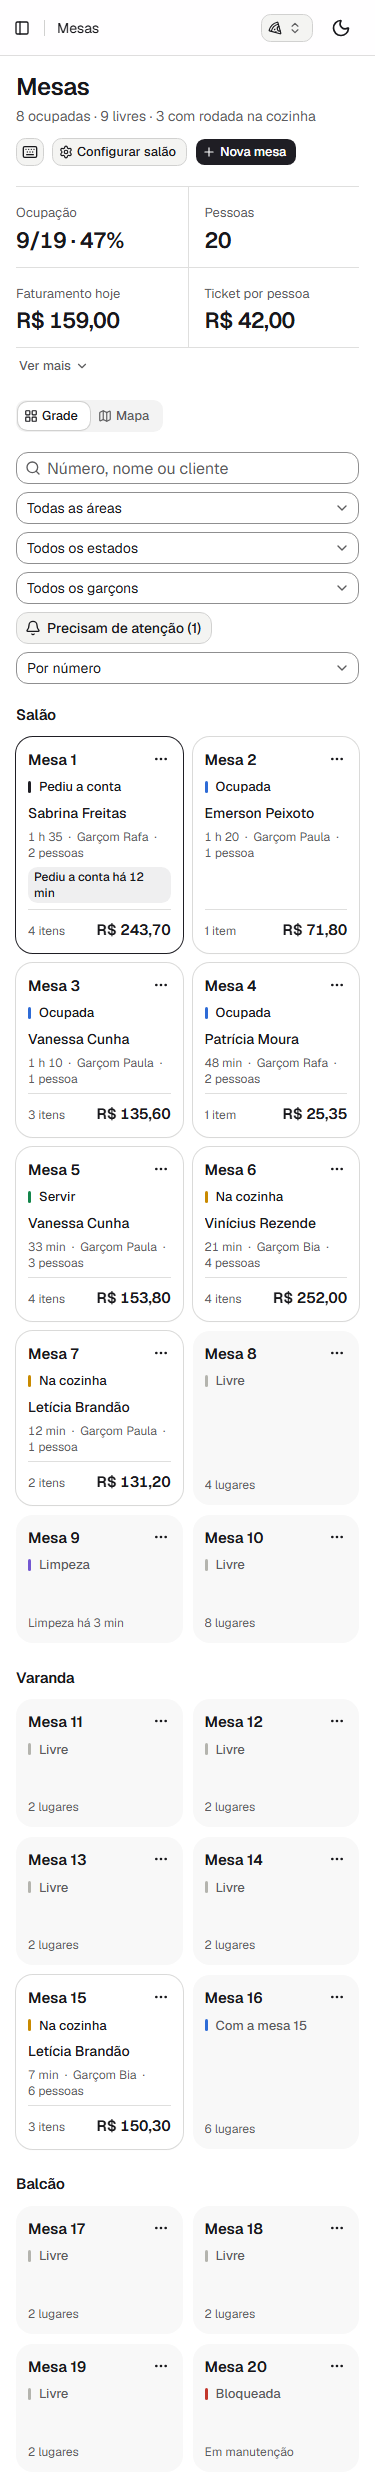 Mesas
Mesas
8 ocupadas · 9 livres · 3 com rodada na cozinha
Configurar salão
Nova mesa
Ocupação
9/19 · 47%
Pessoas
20
Faturamento hoje
R$ 159,00
Ticket por pessoa
R$ 42,00
Ver mais
Grade
Mapa
Número, nome ou cliente
Todas as áreas
Todos os estados
Todos os garçons
Precisam de atenção (1)
Por número
Salão
Mesa 1
Pediu a conta
Sabrina Freitas
1 h 35 · Garçom Rafa ·
2 pessoas
Pediu a conta há 12
min
4 itens
R$ 243,70
Mesa 2
Ocupada
Emerson Peixoto
1 h 20 · Garçom Paula ·
1 pessoa
1 item
R$ 71,80
Mesa 3
Ocupada
Vanessa Cunha
1 h 10 · Garçom Paula ·
1 pessoa
3 itens
R$ 135,60
Mesa 4
Ocupada
Patrícia Moura
48 min · Garçom Rafa ·
2 pessoas
1 item
R$ 25,35
Mesa 5
Servir
Vanessa Cunha
33 min · Garçom Paula ·
3 pessoas
4 itens
R$ 153,80
Mesa 6
Na cozinha
Vinícius Rezende
21 min · Garçom Bia ·
4 pessoas
4 itens
R$ 252,00
Mesa 7
Na cozinha
Letícia Brandão
12 min · Garçom Paula ·
1 pessoa
2 itens
R$ 131,20
Mesa 8
Livre
4 lugares
Mesa 9
Limpeza
Limpeza há 3 min
Mesa 10
Livre
8 lugares
Varanda
Mesa 11
Livre
2 lugares
Mesa 12
Livre
2 lugares
Mesa 13
Livre
2 lugares
Mesa 14
Livre
2 lugares
Mesa 15
Na cozinha
Letícia Brandão
7 min · Garçom Bia ·
6 pessoas
3 itens
R$ 150,30
Mesa 16
Com a mesa 15
6 lugares
Balcão
Mesa 17
Livre
2 lugares
Mesa 18
Livre
2 lugares
Mesa 19
Livre
2 lugares
Mesa 20
Bloqueada
Em manutenção